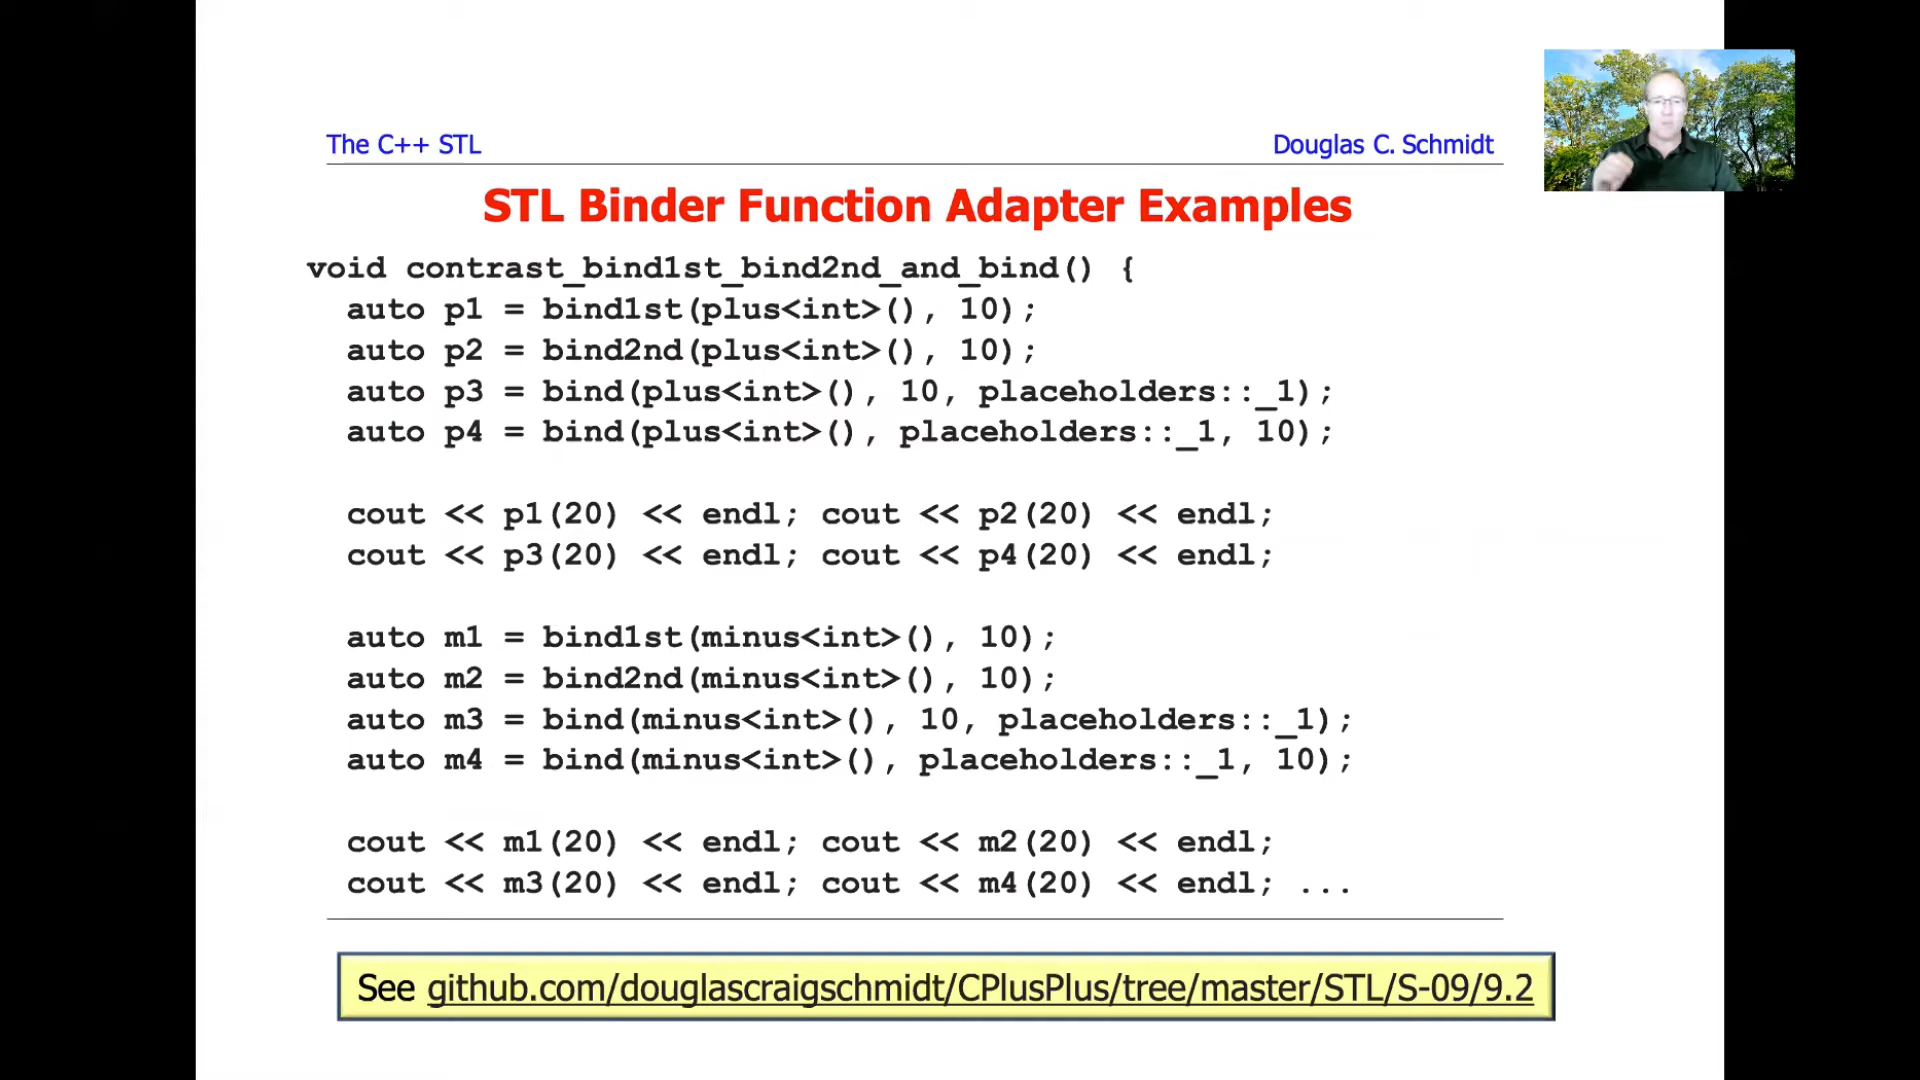 The C++ STL
Douglas C. Schmidt
STL Binder Function Adapter Examples
void contrast_bind1st_bind2nd_and_bind() {
auto p1 = bind1st(plus<int>(), 10);
auto p2 = bind2nd(plus<int>(), 10);
auto p3 = bind(plus<int>(), 10, placeholders::_1);
auto p4 = bind(plus<int>(), placeholders::_1, 10);
cout << p1(20) << endl; cout << p2(20) << endl;
cout << p3(20) << endl; cout << p4(20) << endl;
auto m1 = bind1st(minus<int>(), 10);
auto m2 = bind2nd(minus<int>(), 10);
auto m3 = bind(minus<int>(), 10, placeholders::_1);
auto m4 = bind(minus<int>(), placeholders::_1, 10);
cout << m1(20) << endl; cout << m2(20) << endl;
cout << m3(20) << endl; cout << m4(20) << endl; ...
See github.com/douglascraigschmidt/CPlusPlus/tree/master/STL/S-09/9.2